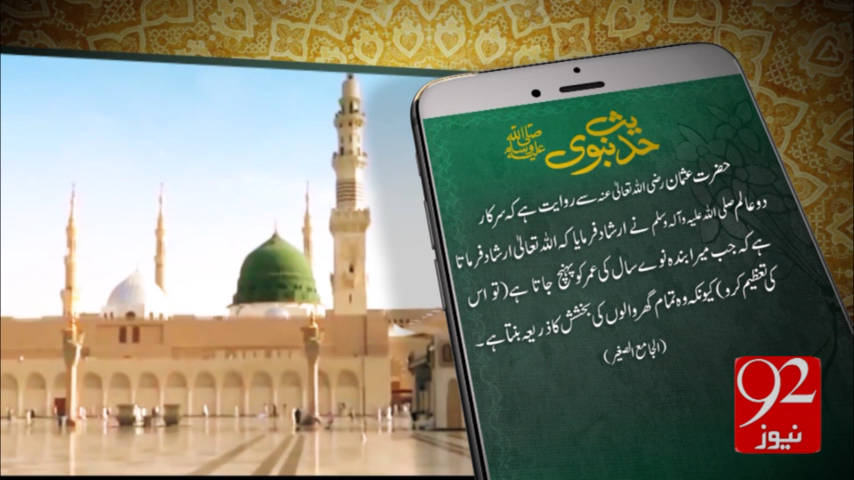 حدیث نبوی صلی اللہ علیہ وسلم
حضرت عثمان رضی اللہ تعالیٰ عنہ سے روایت ہے کہ سرکار
دو عالم صلی اللہ علیہ وآلہ وسلم نے ارشاد فرمایا کہ اللہ تعالیٰ ارشاد فرماتا
ہے کہ جب میرا بندہ نوے سال کی عمر کو پہنچ جاتا ہے (تو اس
کی تعظیم کرو) کیونکہ وہ تمام گھر والوں کی بخشش کا ذریعہ بنتا ہے۔
(الجامع الصغیر)
92
نیوز